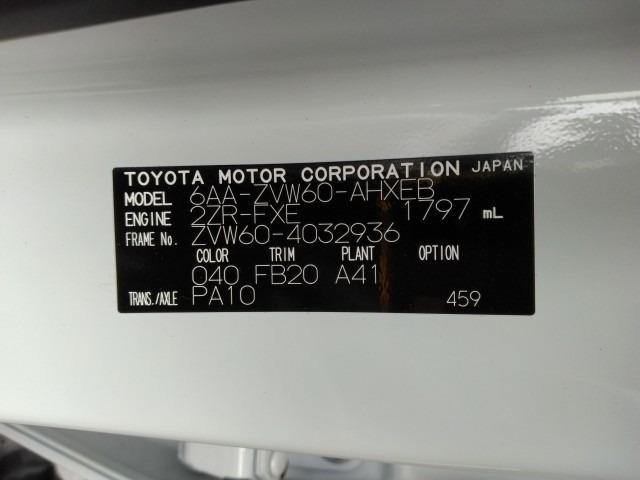 TOYOTA MOTOR CORPORATION JAPAN
MODEL 6AA-ZVW60-AHXEB
ENGINE 2ZR-FXE 1797 mL
FRAME No. ZVW60-4032936
COLOR TRIM PLANT OPTION
040 FB20 A41
TRANS./AXLE PA10 459